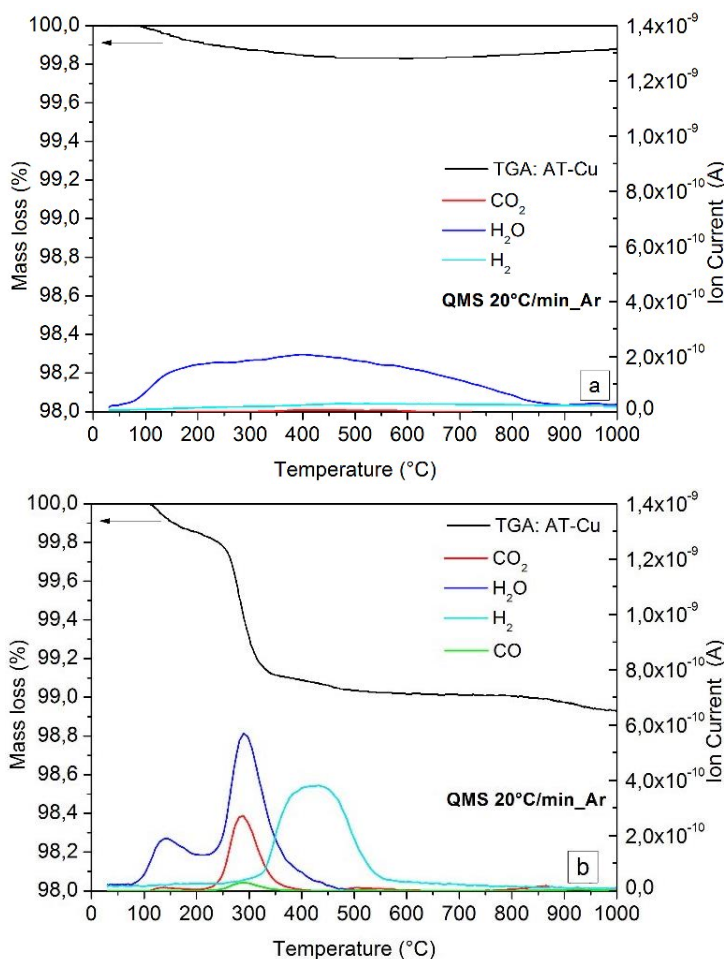 100,0
99,8
99,6
99,4
99,2
99,0
98,8
98,6
98,4
98,2
98,0
Mass loss (%)
1,4x10⁻⁹
1,2x10⁻⁹
1,0x10⁻⁹
8,0x10⁻¹⁰
6,0x10⁻¹⁰
4,0x10⁻¹⁰
2,0x10⁻¹⁰
0,0
Ion Current (A)
TGA: AT-Cu
CO₂
H₂O
H₂
QMS 20°C/min_Ar
a
0 100 200 300 400 500 600 700 800 900 1000
Temperature (°C)
100,0
99,8
99,6
99,4
99,2
99,0
98,8
98,6
98,4
98,2
98,0
Mass loss (%)
1,4x10⁻⁹
1,2x10⁻⁹
1,0x10⁻⁹
8,0x10⁻¹⁰
6,0x10⁻¹⁰
4,0x10⁻¹⁰
2,0x10⁻¹⁰
0,0
Ion Current (A)
TGA: AT-Cu
CO₂
H₂O
H₂
CO
QMS 20°C/min_Ar
b
0 100 200 300 400 500 600 700 800 900 1000
Temperature (°C)